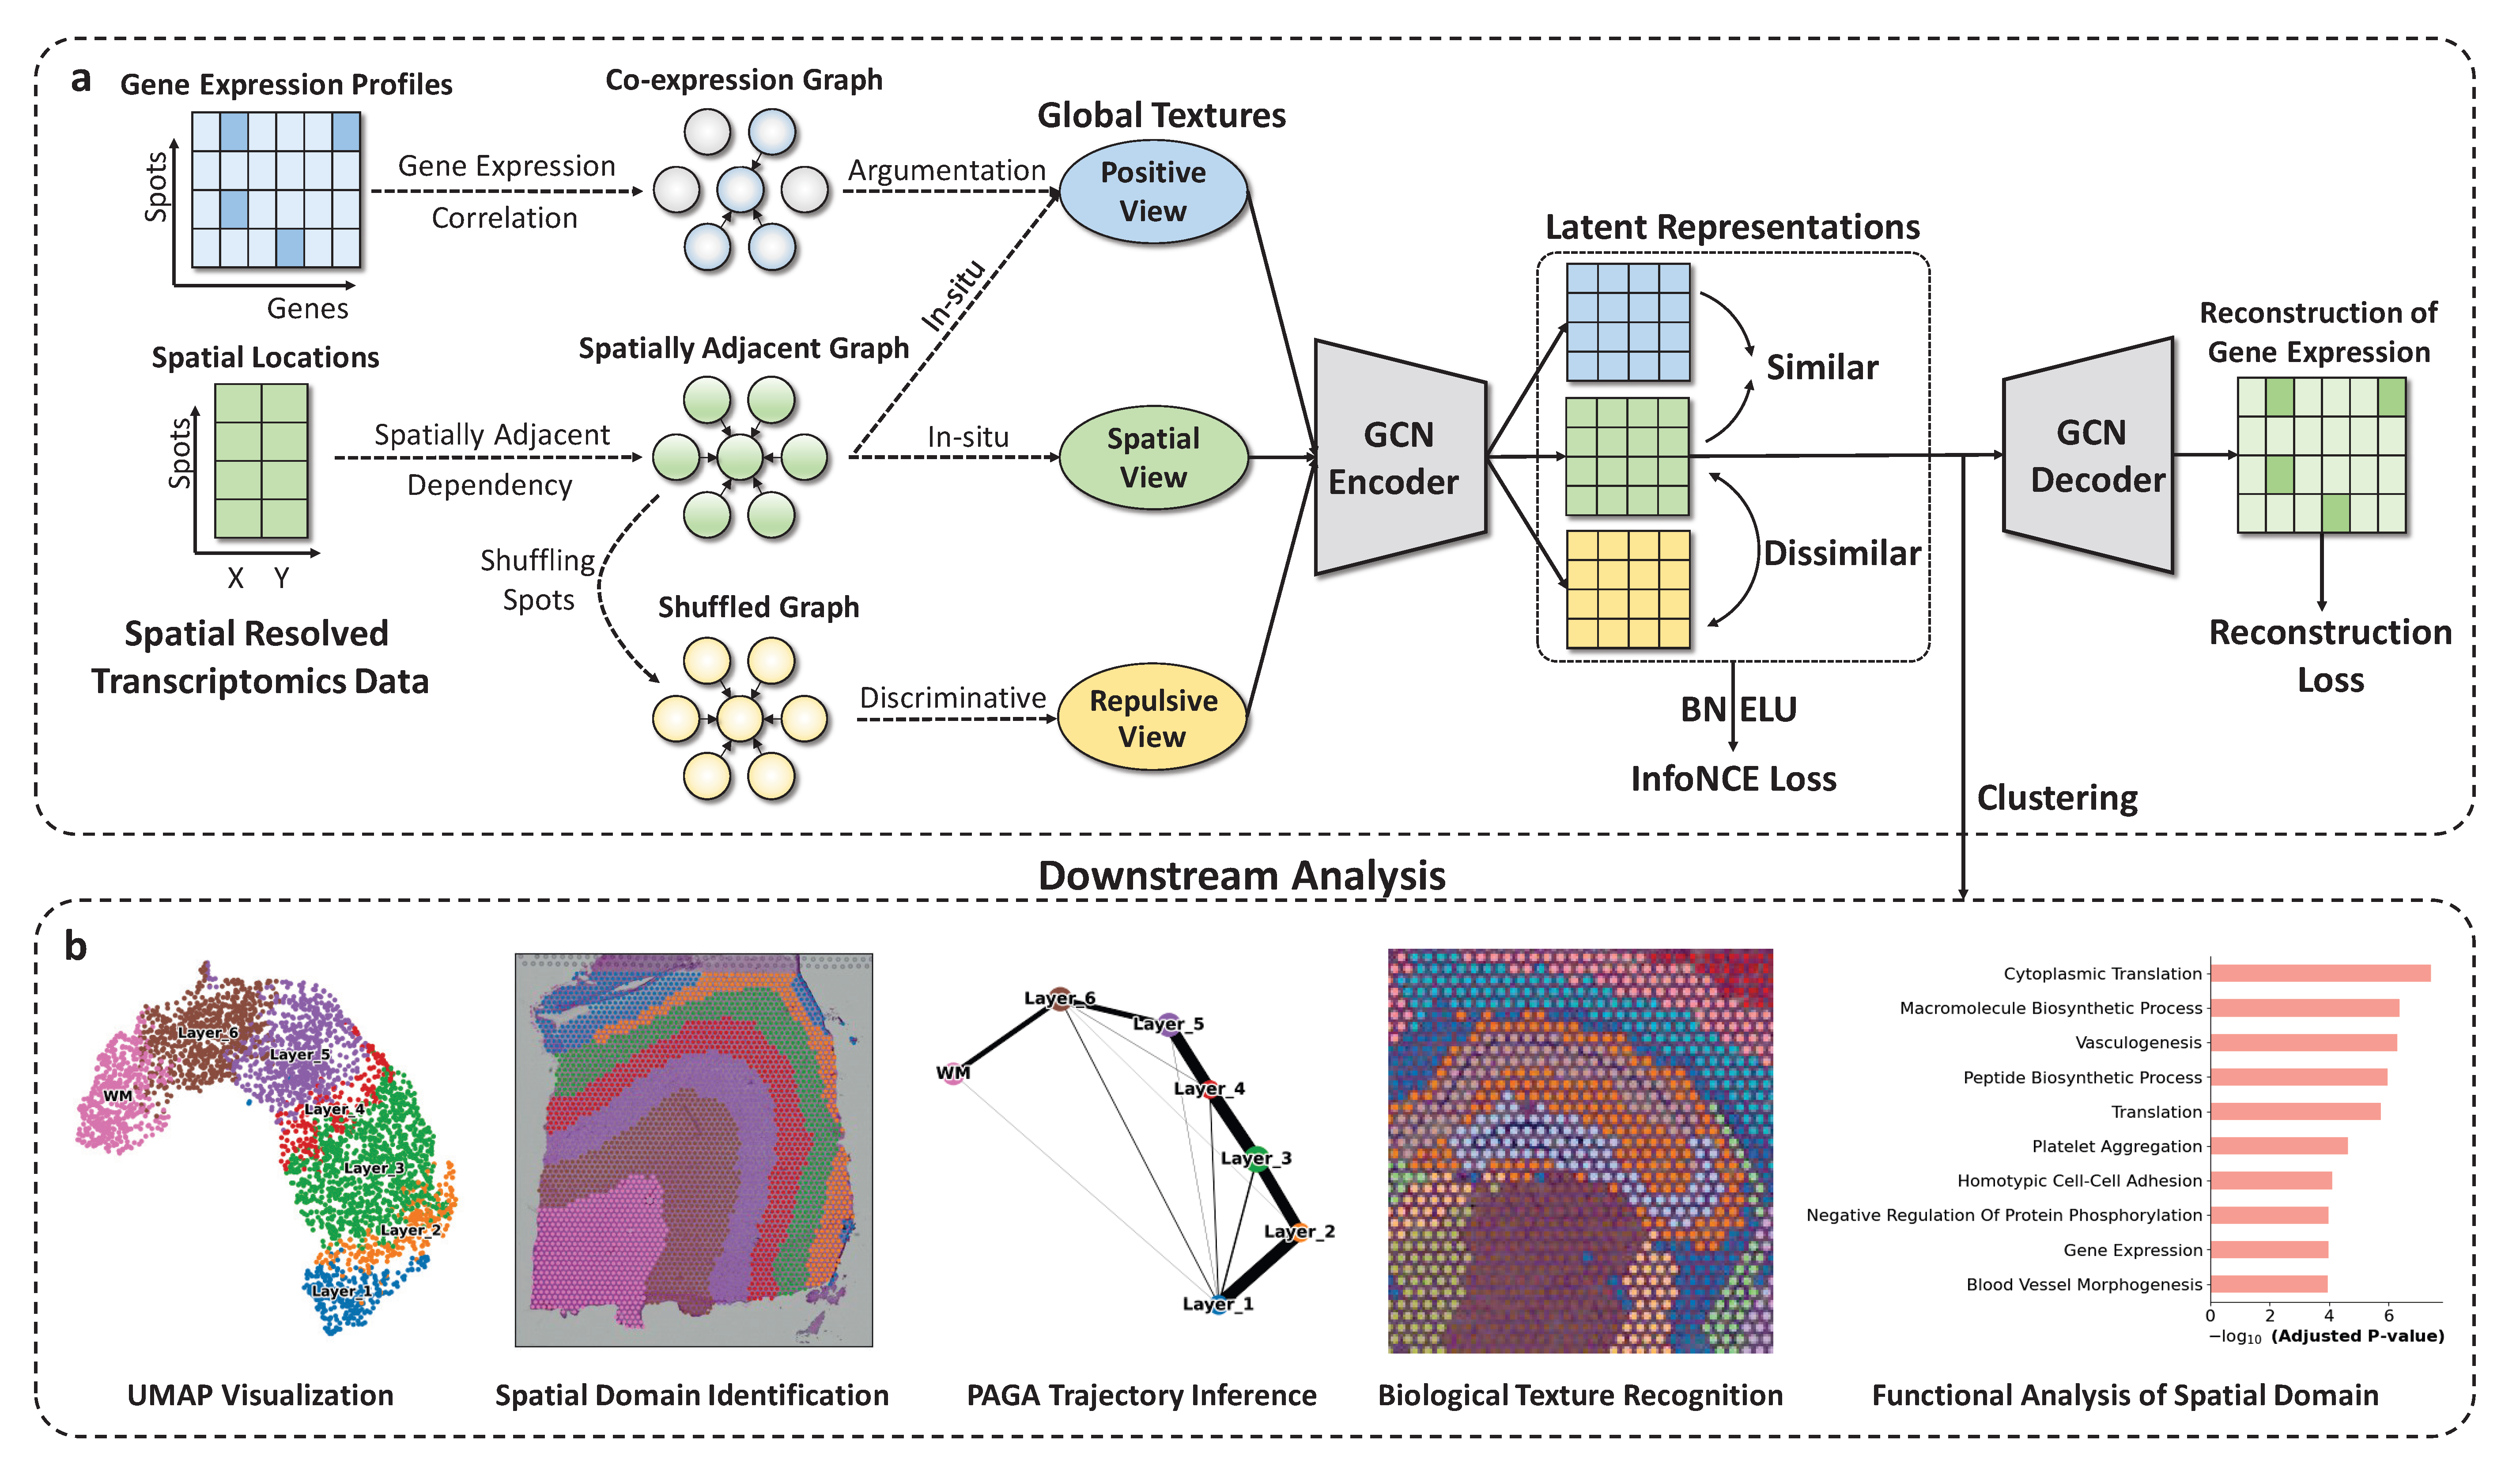 a
Gene Expression Profiles
Spots
Genes
Gene Expression
Correlation
Co-expression Graph
Argumentation
Global Textures
Positive
View
In-situ
Spatial Locations
Spots
X Y
Spatial Resolved
Transcriptomics Data
Spatially Adjacent
Dependency
Spatially Adjacent Graph
In-situ
Spatial
View
Shuffling
Spots
Shuffled Graph
Discriminative
Repulsive
View
GCN
Encoder
Latent Representations
Similar
Dissimilar
BN ELU
InfoNCE Loss
GCN
Decoder
Reconstruction of
Gene Expression
Reconstruction
Loss
Clustering
Downstream Analysis
b
Layer_6
Layer_5
WM
Layer_4
Layer_3
Layer_2
Layer_1
UMAP Visualization
Spatial Domain Identification
Layer_6
Layer_5
WM
Layer_4
Layer_3
Layer_2
Layer_1
PAGA Trajectory Inference
Biological Texture Recognition
Cytoplasmic Translation
Macromolecule Biosynthetic Process
Vasculogenesis
Peptide Biosynthetic Process
Translation
Platelet Aggregation
Homotypic Cell-Cell Adhesion
Negative Regulation Of Protein Phosphorylation
Gene Expression
Blood Vessel Morphogenesis
0 2 4 6
−log₁₀ (Adjusted P-value)
Functional Analysis of Spatial Domain